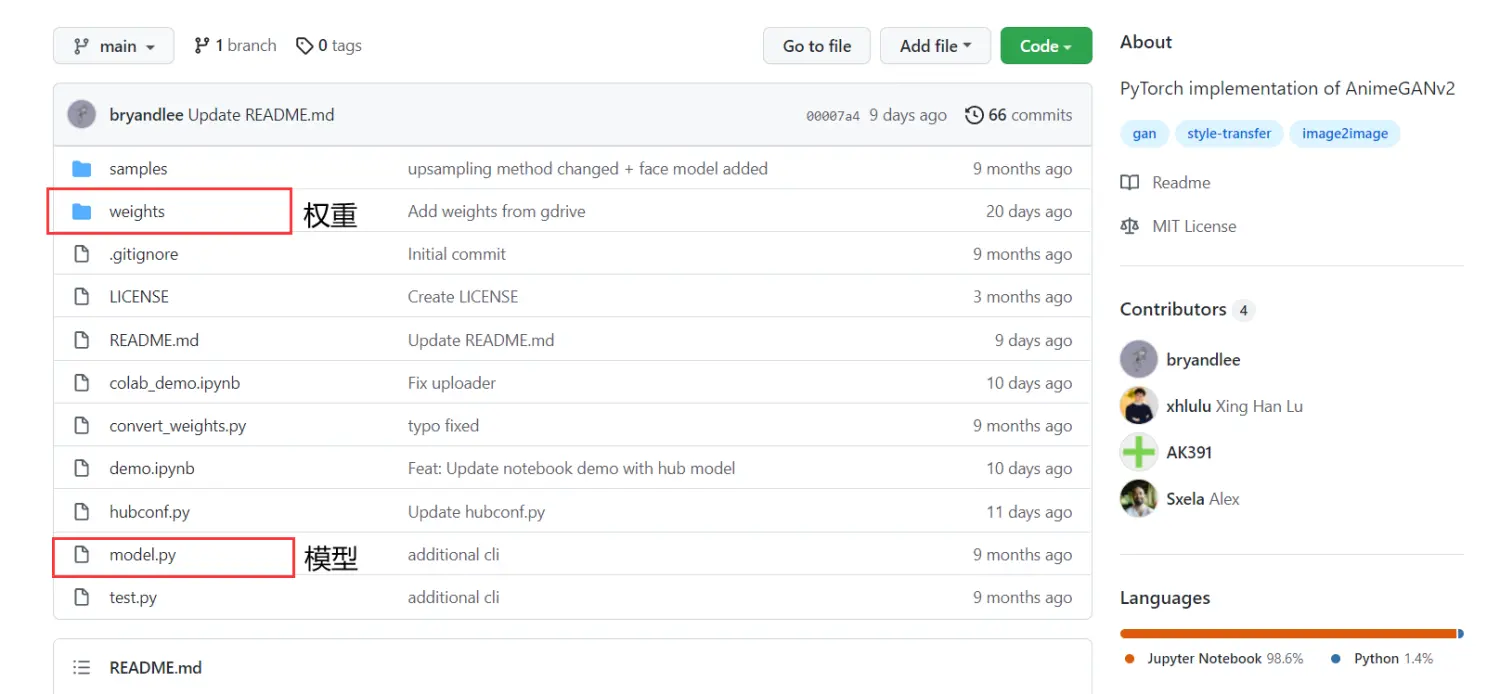 main 1 branch 0 tags Go to file Add file Code
bryandlee Update README.md 00007a4 9 days ago 66 commits
samples upsampling method changed + face model added 9 months ago
weights 权重 Add weights from gdrive 20 days ago
.gitignore Initial commit 9 months ago
LICENSE Create LICENSE 3 months ago
README.md Update README.md 9 days ago
colab_demo.ipynb Fix uploader 10 days ago
convert_weights.py typo fixed 9 months ago
demo.ipynb Feat: Update notebook demo with hub model 10 days ago
hubconf.py Update hubconf.py 11 days ago
model.py 模型 additional cli 9 months ago
test.py additional cli 9 months ago
README.md
About
PyTorch implementation of AnimeGANv2
gan style-transfer image2image
Readme
MIT License
Contributors 4
bryandlee
xhlulu Xing Han Lu
AK391
Sxela Alex
Languages
Jupyter Notebook 98.6% Python 1.4%